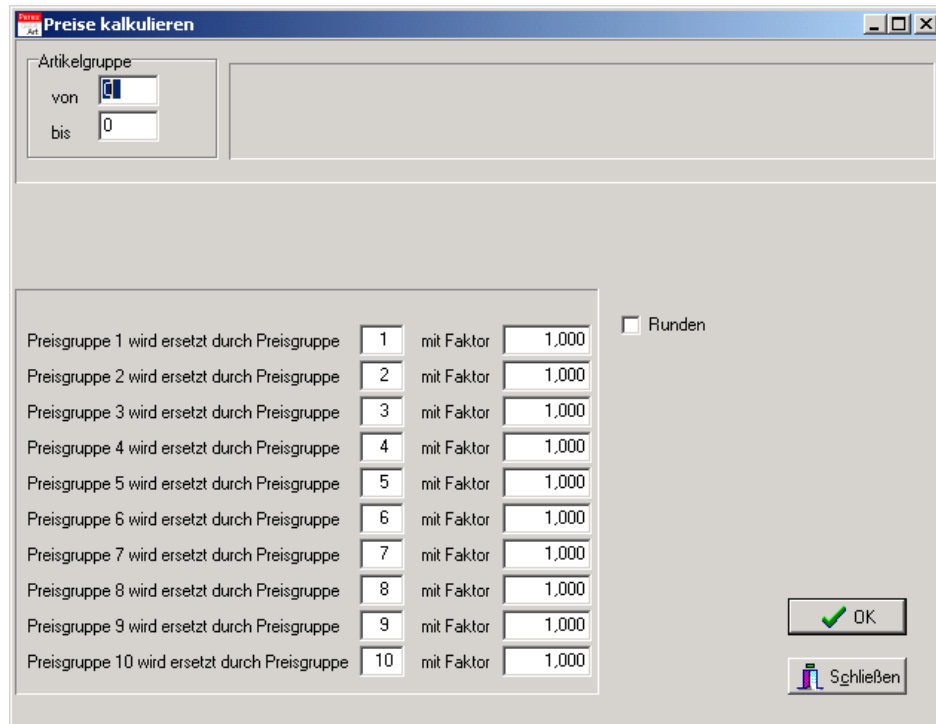 Preise kalkulieren
Artikelgruppe
von 0
bis 0
Preisgruppe 1 wird ersetzt durch Preisgruppe 1 mit Faktor 1,000
Runden
Preisgruppe 2 wird ersetzt durch Preisgruppe 2 mit Faktor 1,000
Preisgruppe 3 wird ersetzt durch Preisgruppe 3 mit Faktor 1,000
Preisgruppe 4 wird ersetzt durch Preisgruppe 4 mit Faktor 1,000
Preisgruppe 5 wird ersetzt durch Preisgruppe 5 mit Faktor 1,000
Preisgruppe 6 wird ersetzt durch Preisgruppe 6 mit Faktor 1,000
Preisgruppe 7 wird ersetzt durch Preisgruppe 7 mit Faktor 1,000
Preisgruppe 8 wird ersetzt durch Preisgruppe 8 mit Faktor 1,000
Preisgruppe 9 wird ersetzt durch Preisgruppe 9 mit Faktor 1,000
Preisgruppe 10 wird ersetzt durch Preisgruppe 10 mit Faktor 1,000
OK
Schließen